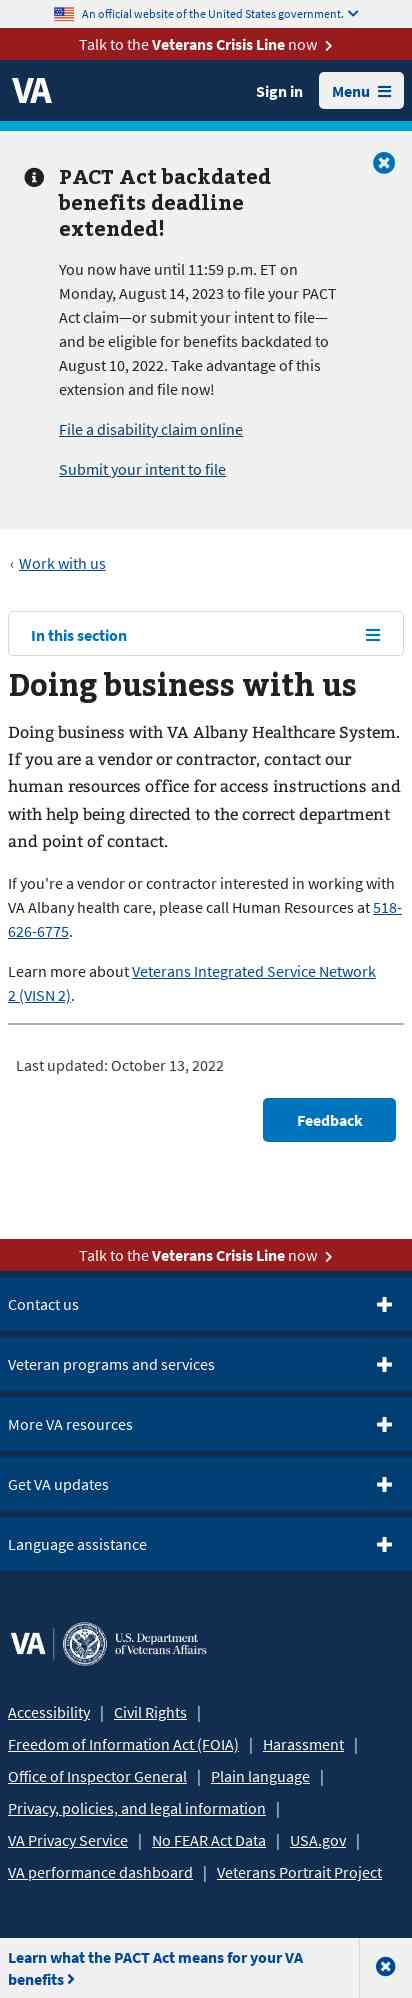 An official website of the United States government.
Talk to the Veterans Crisis Line now
VA
Sign in
Menu
PACT Act backdated
benefits deadline
extended!
You now have until 11:59 p.m. ET on
Monday, August 14, 2023 to file your PACT
Act claim—or submit your intent to file—
and be eligible for benefits backdated to
August 10, 2022. Take advantage of this
extension and file now!
File a disability claim online
Submit your intent to file
‹ Work with us
In this section
Doing business with us
Doing business with VA Albany Healthcare System.
If you are a vendor or contractor, contact our
human resources office for access instructions and
with help being directed to the correct department
and point of contact.
If you're a vendor or contractor interested in working with
VA Albany health care, please call Human Resources at 518-
626-6775.
Learn more about Veterans Integrated Service Network
2 (VISN 2).
Last updated: October 13, 2022
Feedback
Talk to the Veterans Crisis Line now
Contact us
Veteran programs and services
More VA resources
Get VA updates
Language assistance
VA
U.S. Department
of Veterans Affairs
Accessibility | Civil Rights |
Freedom of Information Act (FOIA) | Harassment |
Office of Inspector General | Plain language |
Privacy, policies, and legal information |
VA Privacy Service | No FEAR Act Data | USA.gov |
VA performance dashboard | Veterans Portrait Project
Learn what the PACT Act means for your VA
benefits